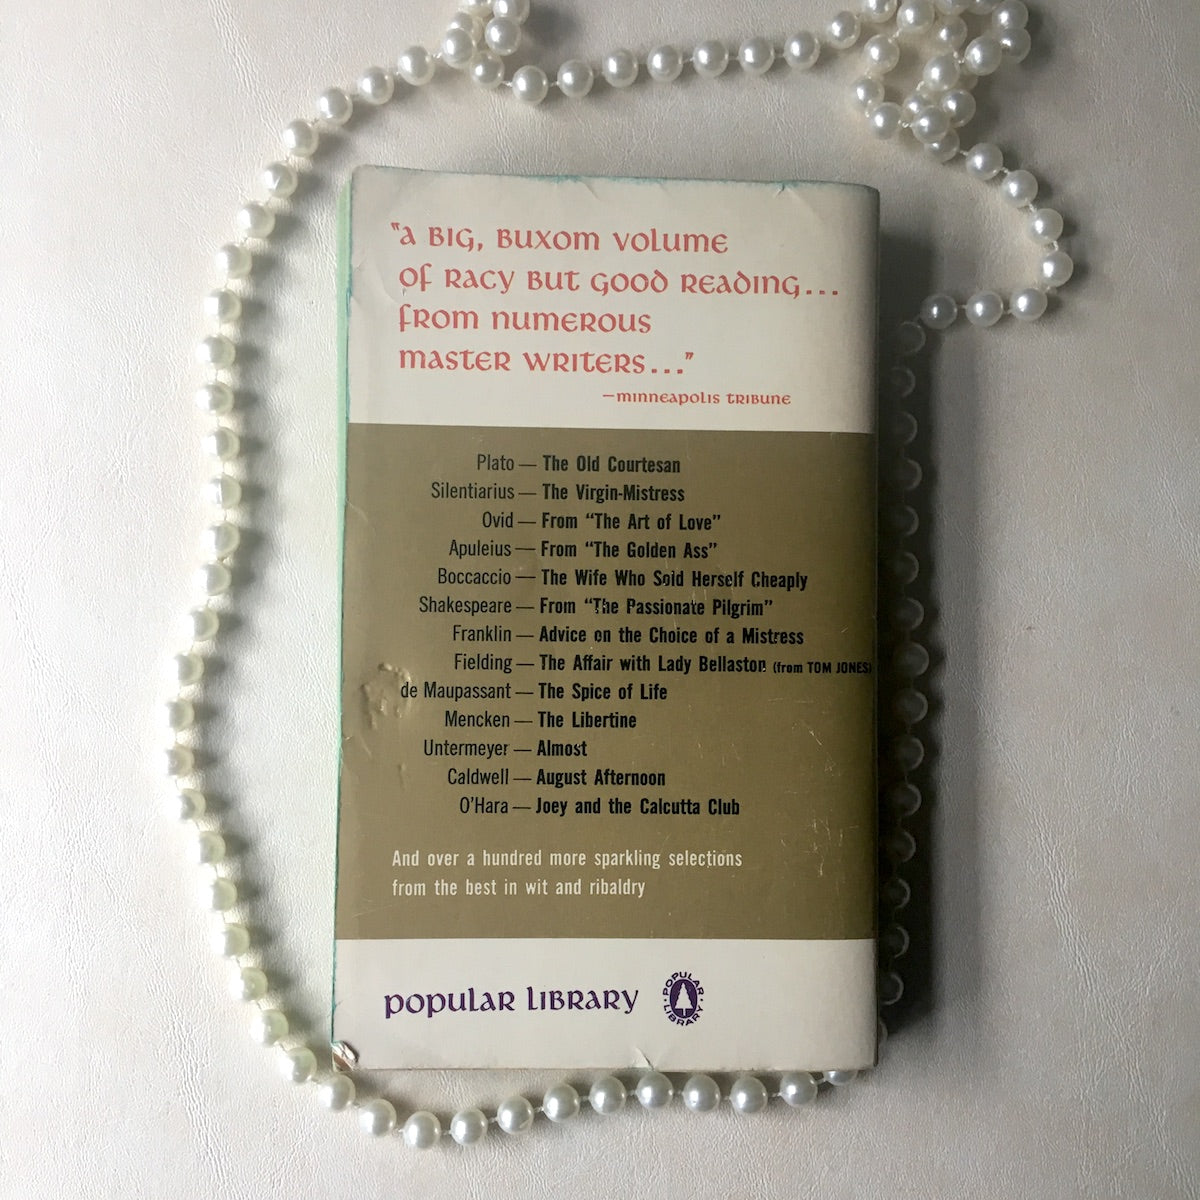 "A BIG, BUXOM VOLUME
OF RACY BUT GOOD READING...
FROM NUMEROUS
MASTER WRITERS..."
—MINNEAPOLIS TRIBUNE
Plato — The Old Courtesan
Silentiarius — The Virgin-Mistress
Ovid — From "The Art of Love"
Apuleius — From "The Golden Ass"
Boccaccio — The Wife Who Sold Herself Cheaply
Shakespeare — From "The Passionate Pilgrim"
Franklin — Advice on the Choice of a Mistress
Fielding — The Affair with Lady Bellaston (from TOM JONES)
de Maupassant — The Spice of Life
Mencken — The Libertine
Untermeyer — Almost
Caldwell — August Afternoon
O'Hara — Joey and the Calcutta Club
And over a hundred more sparkling selections
from the best in wit and ribaldry
POPULAR LIBRARY
POPULAR LIBRARY